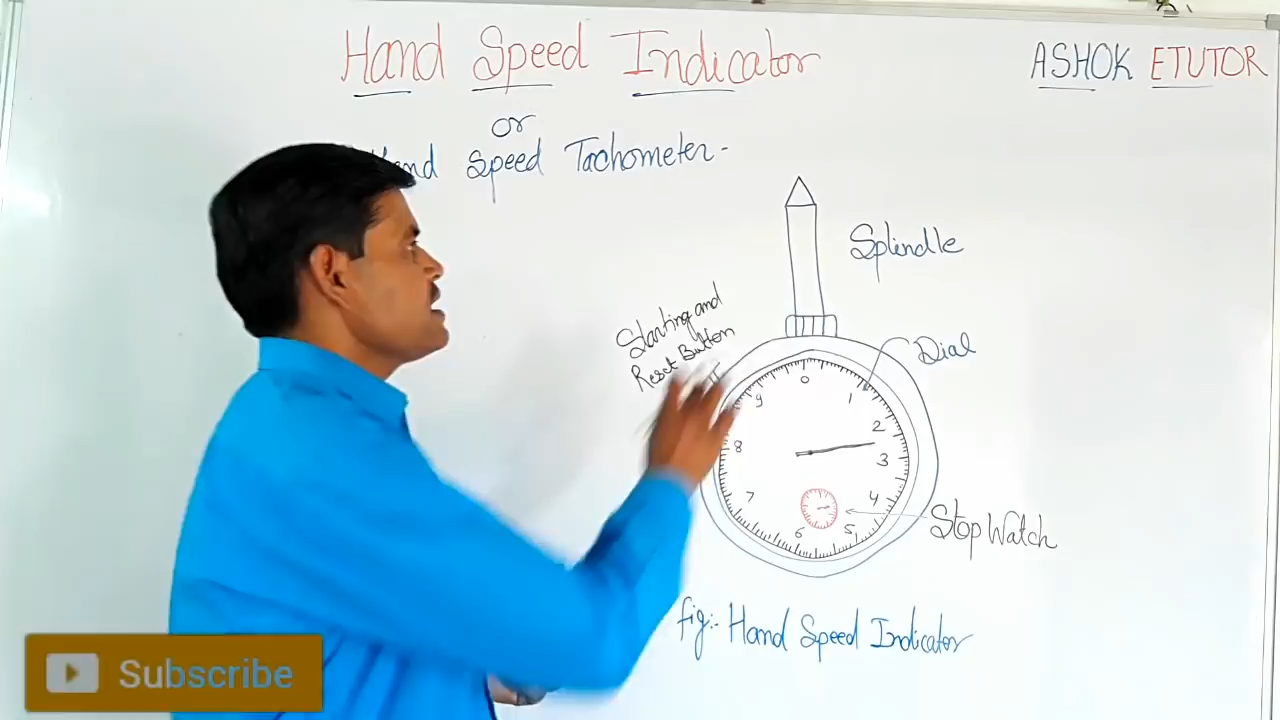 Hand Speed Indicator
ASHOK ETUTOR
or
Hand Speed Tachometer-
Splindle
Starting and
Reset Button
Dial
0
1
2
3
4
5
6
7
8
9
Stop Watch
fig:- Hand Speed Indicator
Subscribe